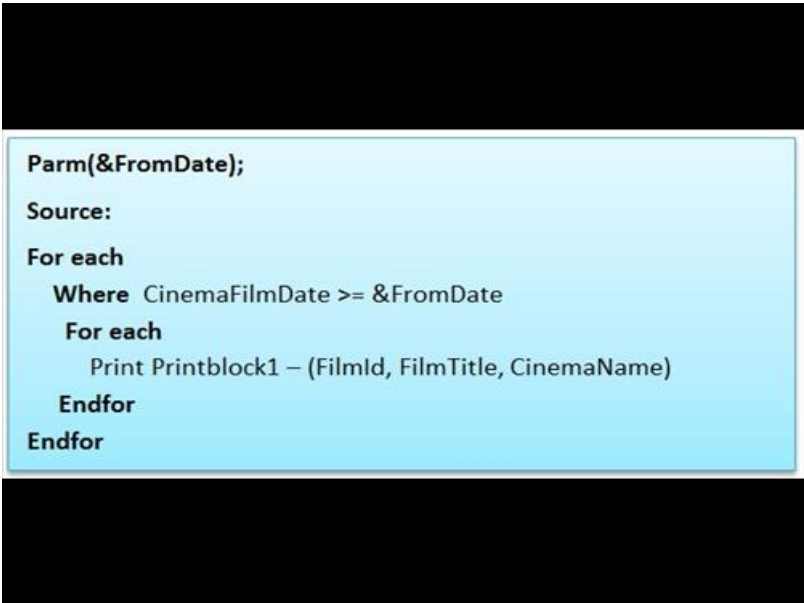 Parm(&FromDate);
Source:
For each
Where CinemaFilmDate >= &FromDate
For each
Print Printblock1 – (FilmId, FilmTitle, CinemaName)
Endfor
Endfor